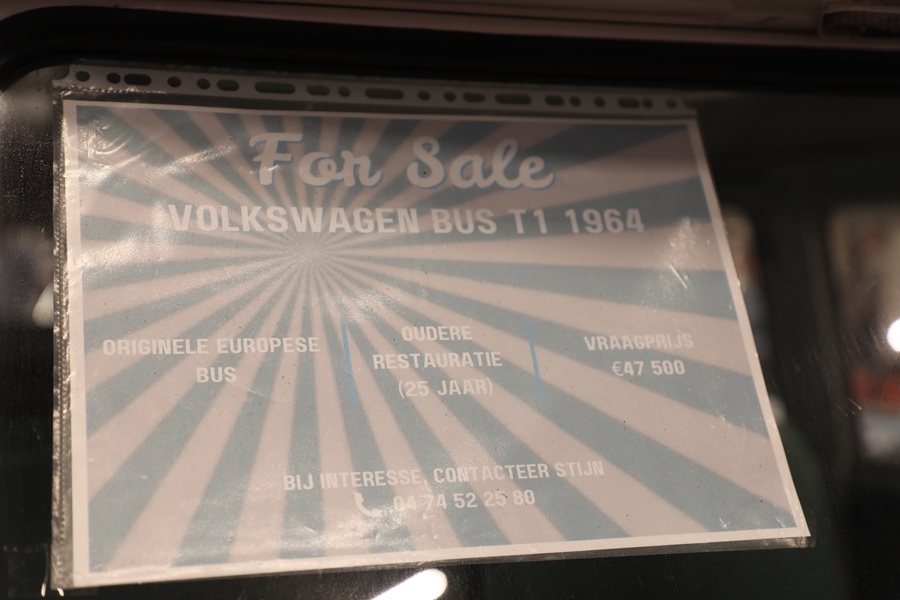 For Sale
VOLKSWAGEN BUS T1 1964
ORIGINELE EUROPESE
BUS
OUDERE
RESTAURATIE
(25 JAAR)
VRAAGPRIJS
€47 500
BIJ INTERESSE, CONTACTEER STIJN
04 74 52 25 80